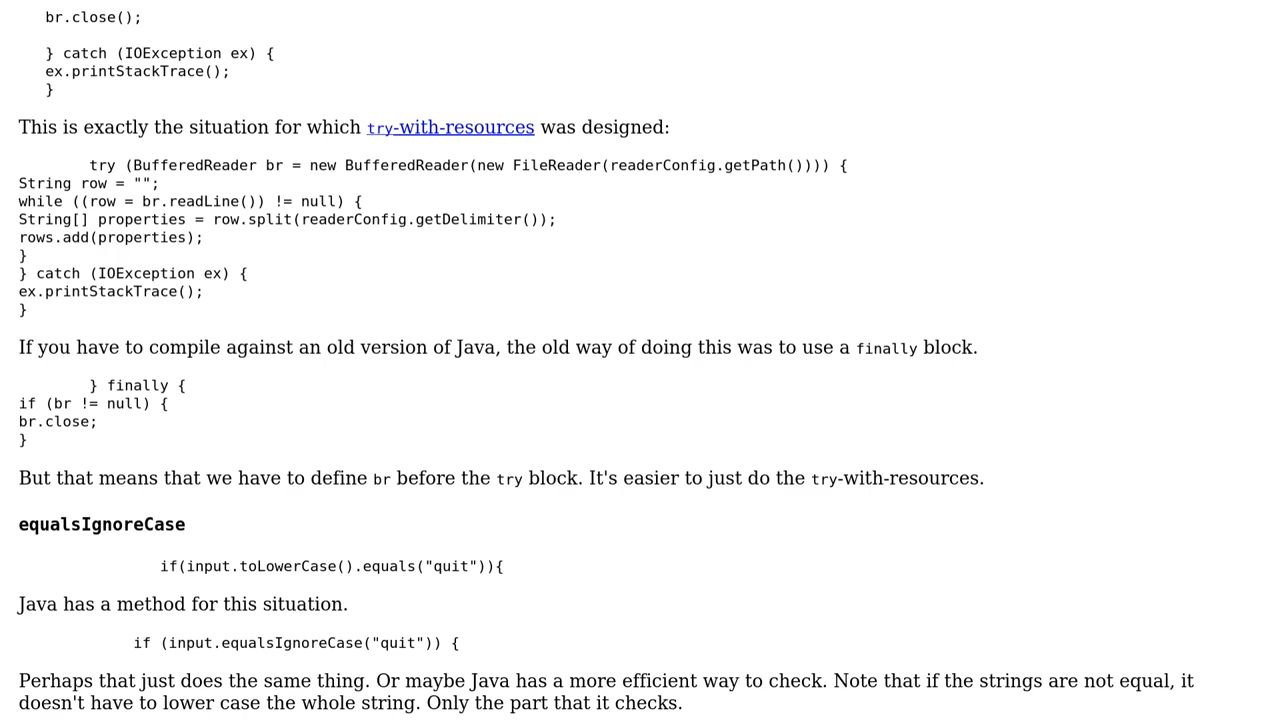 br.close();
} catch (IOException ex) {
ex.printStackTrace();
}
This is exactly the situation for which try-with-resources was designed:
try (BufferedReader br = new BufferedReader(new FileReader(readerConfig.getPath()))) {
String row = "";
while ((row = br.readLine()) != null) {
String[] properties = row.split(readerConfig.getDelimiter());
rows.add(properties);
}
} catch (IOException ex) {
ex.printStackTrace();
}
If you have to compile against an old version of Java, the old way of doing this was to use a finally block.
} finally {
if (br != null) {
br.close;
}
But that means that we have to define br before the try block. It's easier to just do the try-with-resources.
equalsIgnoreCase
if(input.toLowerCase().equals("quit")){
Java has a method for this situation.
if (input.equalsIgnoreCase("quit")) {
Perhaps that just does the same thing. Or maybe Java has a more efficient way to check. Note that if the strings are not equal, it
doesn't have to lower case the whole string. Only the part that it checks.